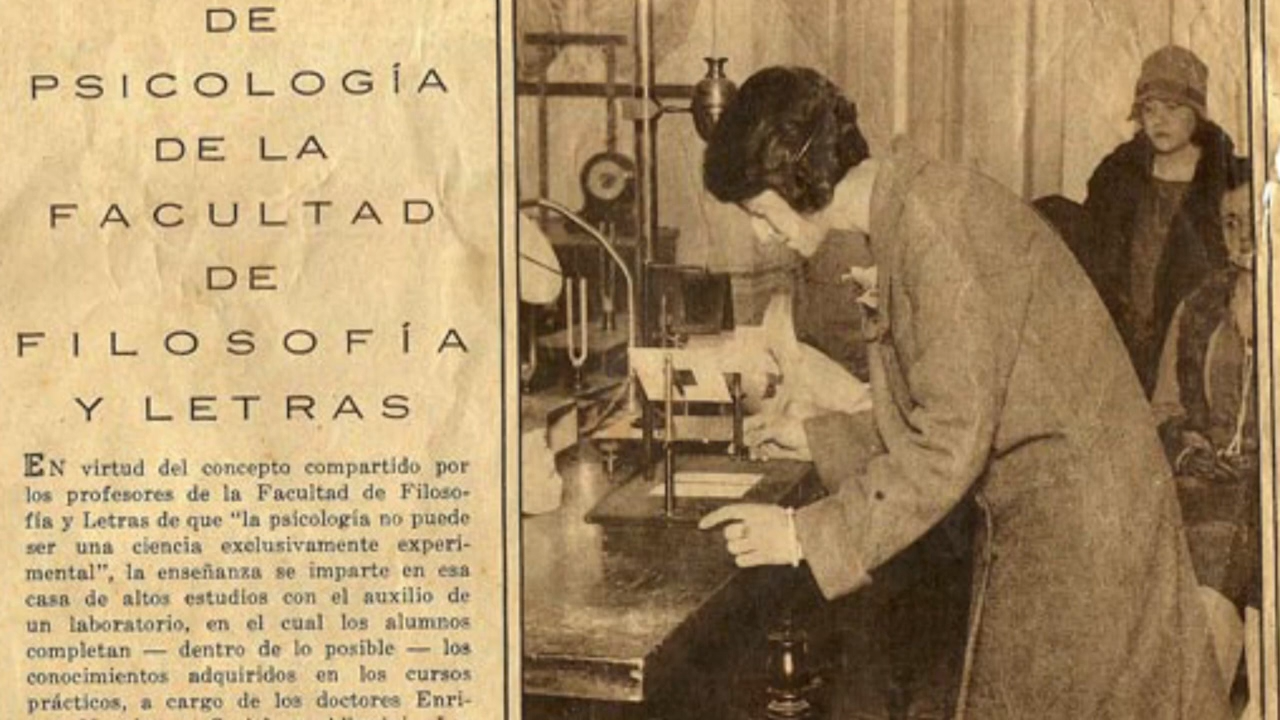 DE
PSICOLOGÍA
DE LA
FACULTAD
DE
FILOSOFÍA
Y LETRAS
EN virtud del concepto compartido por
los profesores de la Facultad de Filoso-
fía y Letras de que "la psicología no puede
ser una ciencia exclusivamente experi-
mental", la enseñanza se imparte en esa
casa de altos estudios con el auxilio de
un laboratorio, en el cual los alumnos
completan — dentro de lo posible — los
conocimientos adquiridos en los cursos
prácticos, a cargo de los doctores Enri-